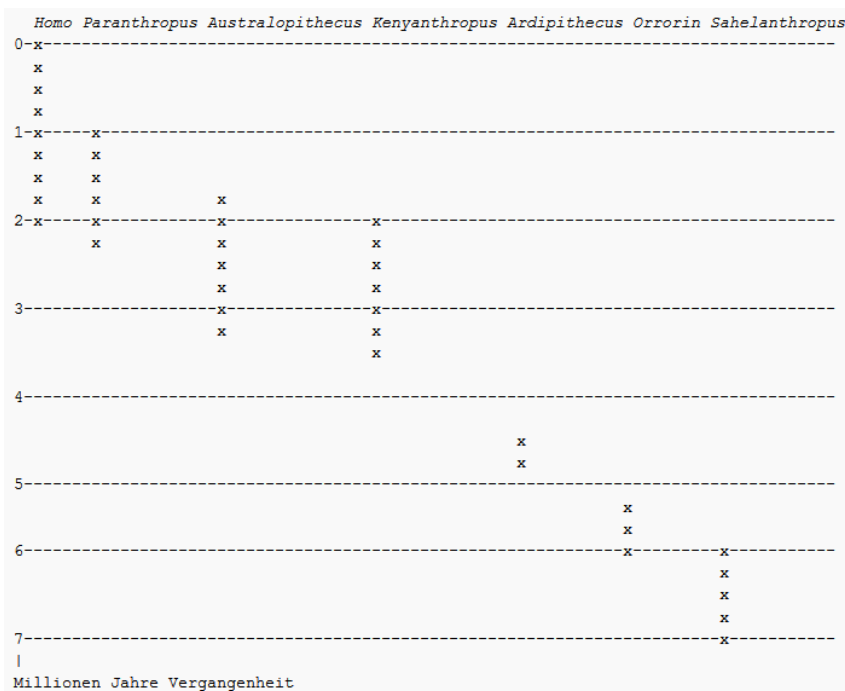 Homo Paranthropus Australopithecus Kenyanthropus Ardipithecus Orrorin Sahelanthropus
0-x----------------------------------------------------------------------------------
x
x
x
1-x-----x----------------------------------------------------------------------------
x x
x x
x x x
2-x-----x------------x---------------x-----------------------------------------------
x x x
x x
x x
3--------------------x---------------x-----------------------------------------------
x x
x
4------------------------------------------------------------------------------------
x
x
5------------------------------------------------------------------------------------
x
x
6--------------------------------------------------------------x---------x-----------
x
x
x
7------------------------------------------------------------------------x-----------
|
Millionen Jahre Vergangenheit